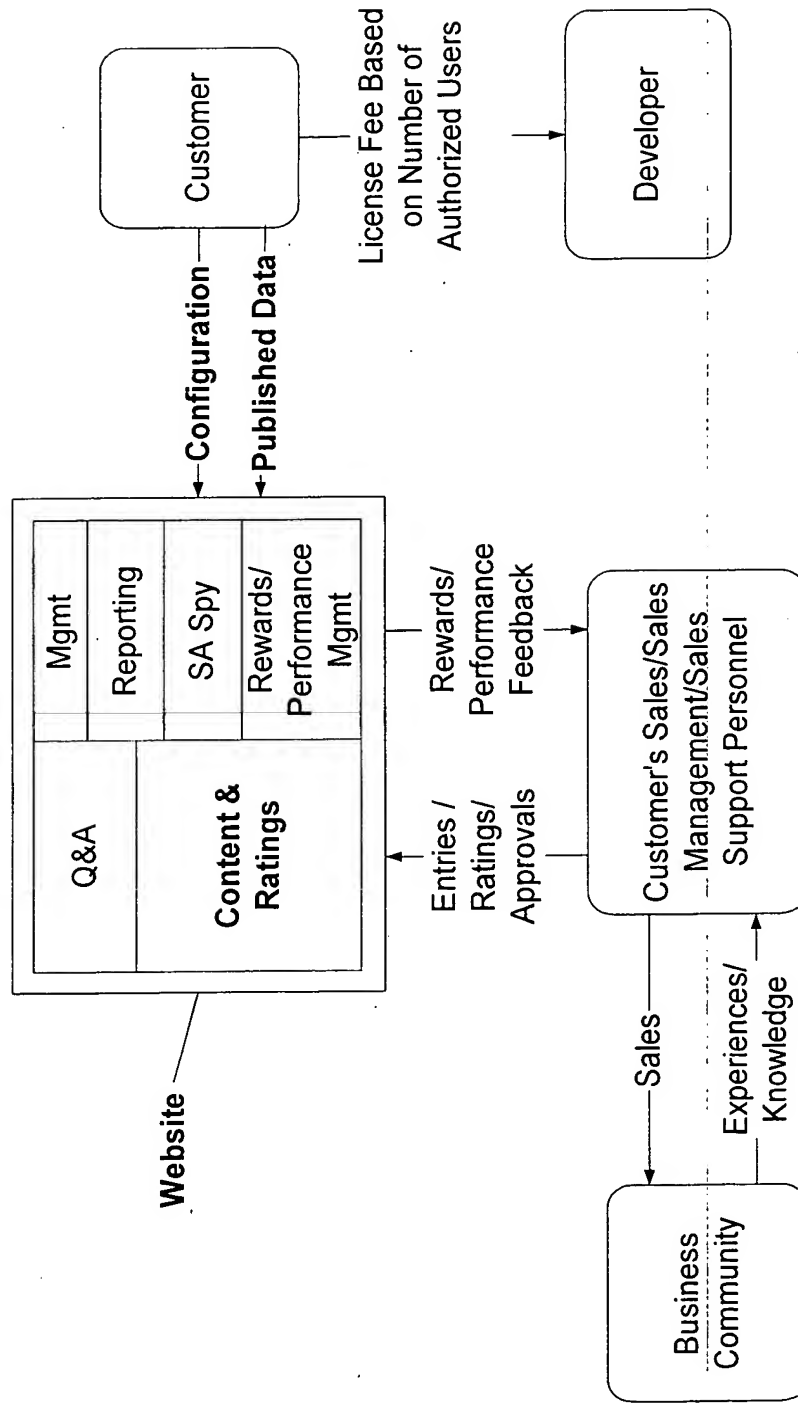 Website
Q&A
Content &
Ratings
Mgmt
Reporting
SA Spy
Rewards/
Performance
Mgmt
Configuration
Published Data
Customer
License Fee Based
on Number of
Authorized Users
Developer
Entries /
Ratings/
Approvals
Rewards/
Performance
Feedback
Customer's Sales/Sales
Management/Sales
Support Personnel
Sales
Experiences/
Knowledge
Business
Community